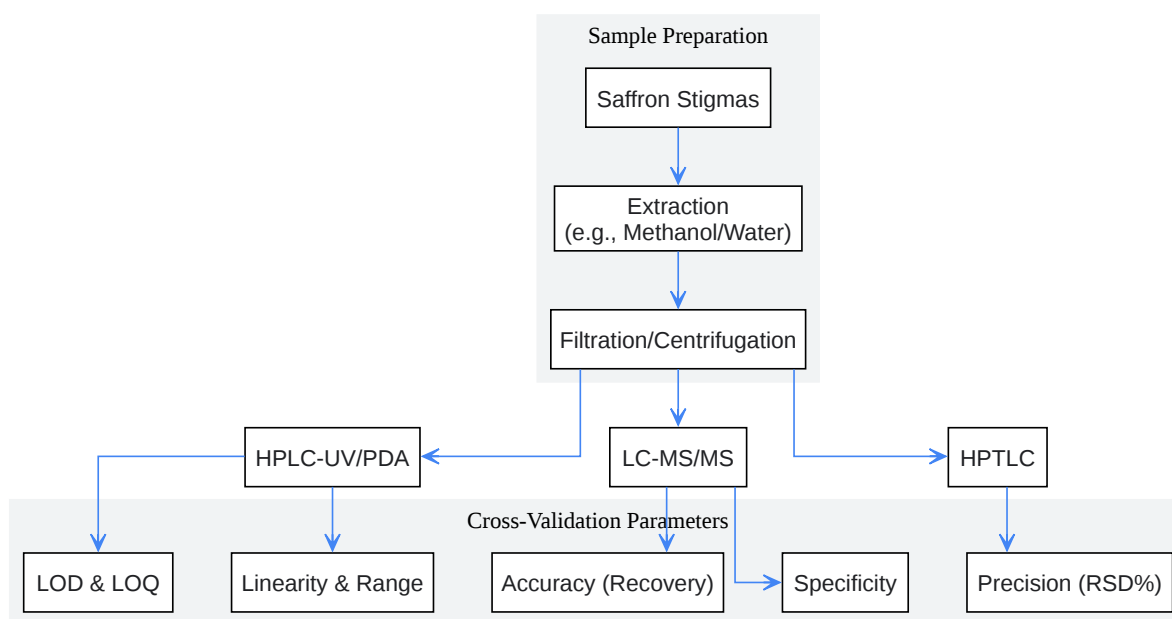 Sample Preparation
Saffron Stigmas
Extraction
(e.g., Methanol/Water)
Filtration/Centrifugation
HPLC-UV/PDA
LC-MS/MS
HPTLC
Cross-Validation Parameters
LOD & LOQ
Linearity & Range
Accuracy (Recovery)
Specificity
Precision (RSD%)